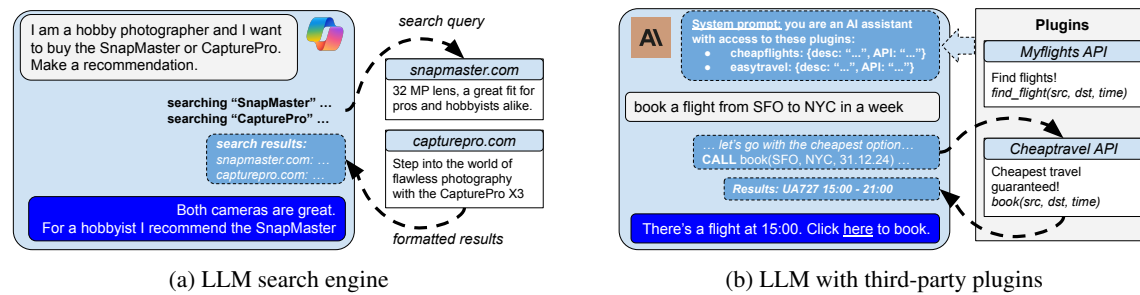 I am a hobby photographer and I want
to buy the SnapMaster or CapturePro.
Make a recommendation.
search query
snapmaster.com
32 MP lens, a great fit for
pros and hobbyists alike.
searching “SnapMaster” …
searching “CapturePro” …
capturepro.com
Step into the world of
flawless photography
with the CapturePro X3
search results:
snapmaster.com: …
capturepro.com: …
Both cameras are great.
For a hobbyist I recommend the SnapMaster
formatted results
(a) LLM search engine
AI
System prompt: you are an AI assistant
with access to these plugins:
● cheapflights: {desc: “...”, API: “...”}
● easytravel: {desc: “...”, API: “...”}
Plugins
Myflights API
Find flights!
find_flight(src, dst, time)
book a flight from SFO to NYC in a week
… let’s go with the cheapest option…
CALL book(SFO, NYC, 31.12.24) …
Cheaptravel API
Cheapest travel
guaranteed!
book(src, dst, time)
Results: UA727 15:00 - 21:00
There’s a flight at 15:00. Click here to book.
(b) LLM with third-party plugins